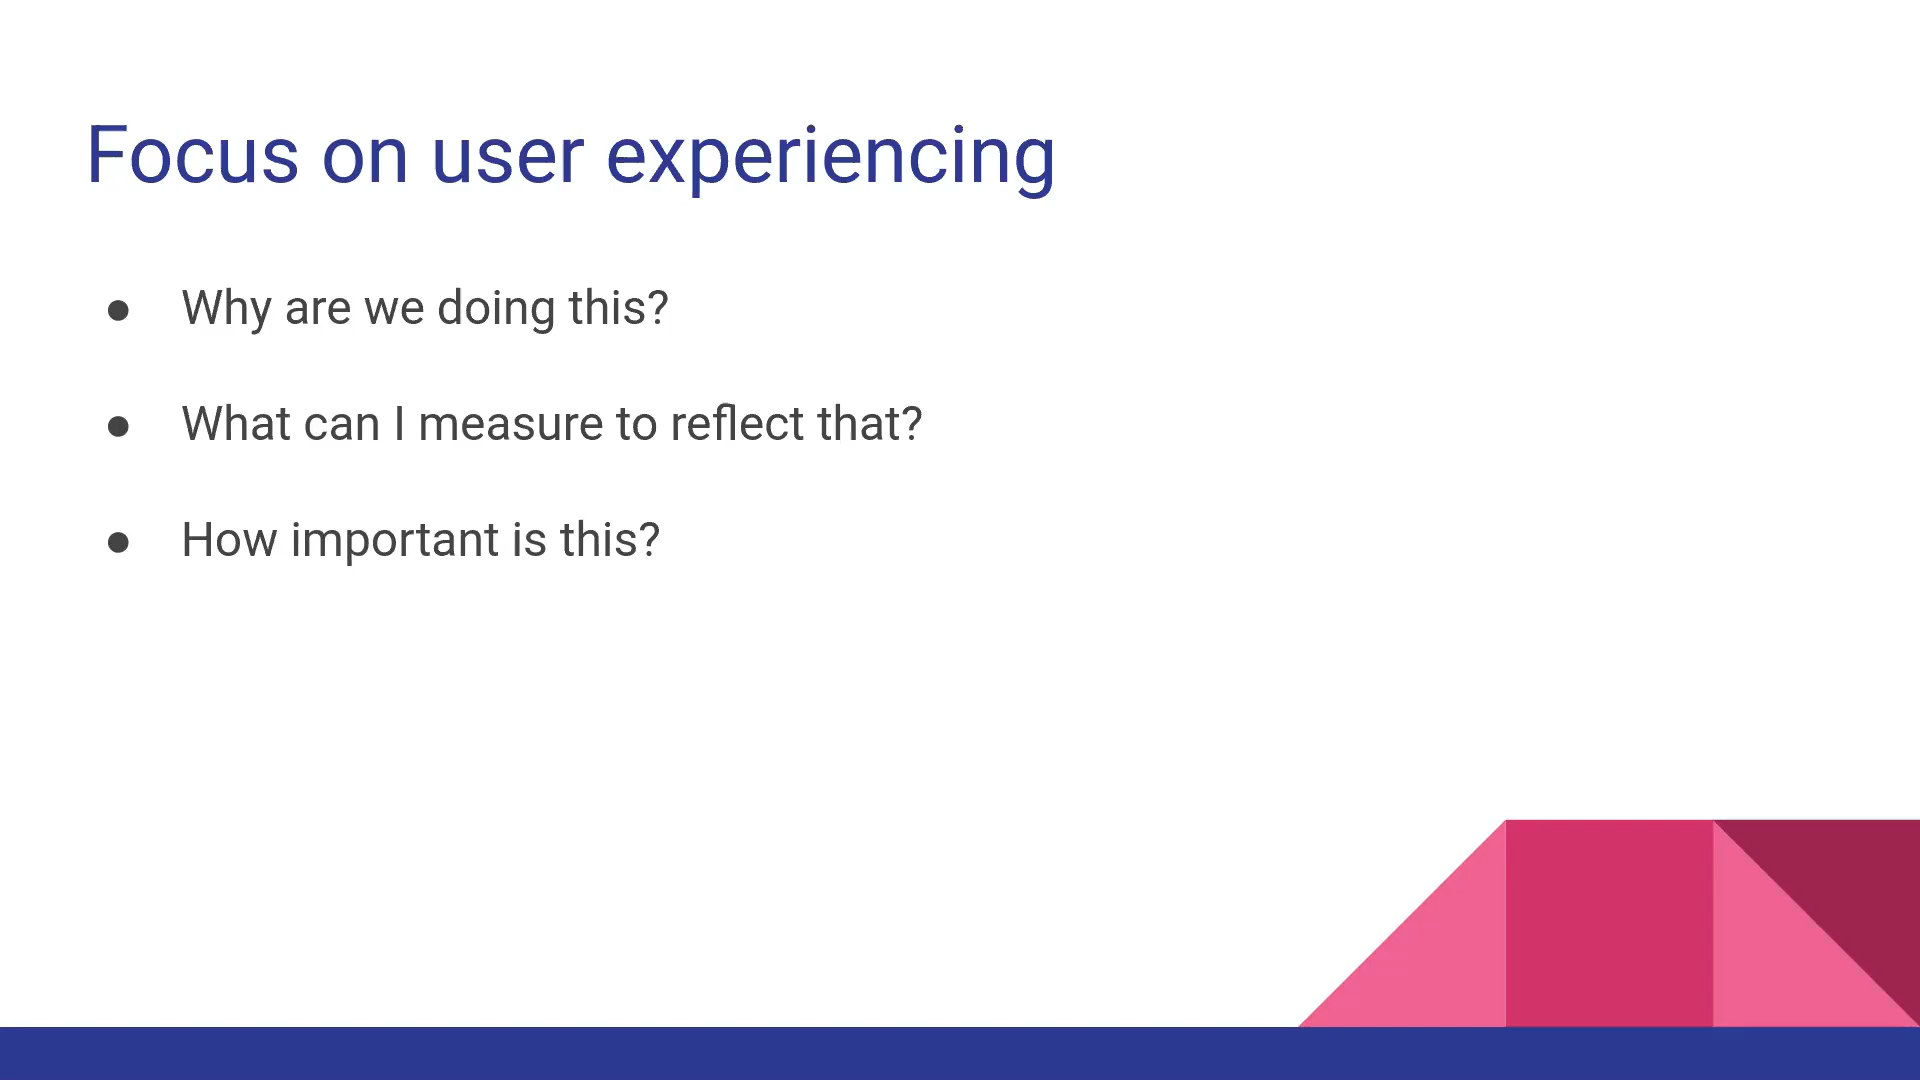 Focus on user experiencing
● Why are we doing this?
● What can I measure to reflect that?
● How important is this?